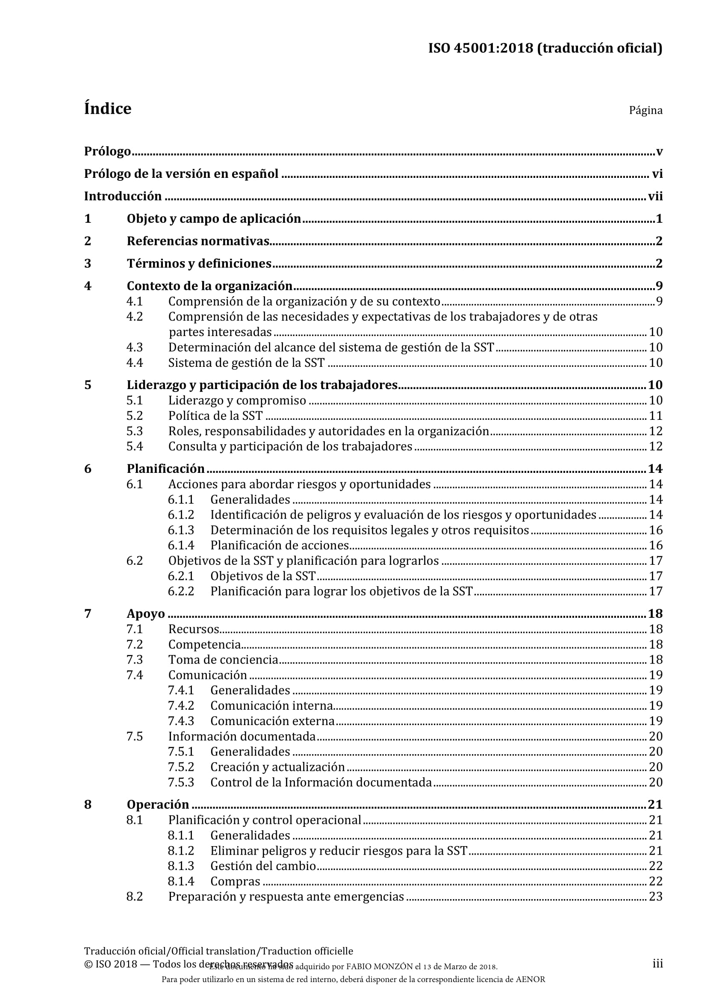 ISO 45001:2018 (traducción oficial)
Índice Página
Prólogo v
Prólogo de la versión en español vi
Introducción vii
1 Objeto y campo de aplicación 1
2 Referencias normativas 2
3 Términos y definiciones 2
4 Contexto de la organización 9
4.1 Comprensión de la organización y de su contexto 9
4.2 Comprensión de las necesidades y expectativas de los trabajadores y de otras
partes interesadas 10
4.3 Determinación del alcance del sistema de gestión de la SST 10
4.4 Sistema de gestión de la SST 10
5 Liderazgo y participación de los trabajadores 10
5.1 Liderazgo y compromiso 10
5.2 Política de la SST 11
5.3 Roles, responsabilidades y autoridades en la organización 12
5.4 Consulta y participación de los trabajadores 12
6 Planificación 14
6.1 Acciones para abordar riesgos y oportunidades 14
6.1.1 Generalidades 14
6.1.2 Identificación de peligros y evaluación de los riesgos y oportunidades 14
6.1.3 Determinación de los requisitos legales y otros requisitos 16
6.1.4 Planificación de acciones 16
6.2 Objetivos de la SST y planificación para lograrlos 17
6.2.1 Objetivos de la SST 17
6.2.2 Planificación para lograr los objetivos de la SST 17
7 Apoyo 18
7.1 Recursos 18
7.2 Competencia 18
7.3 Toma de conciencia 18
7.4 Comunicación 19
7.4.1 Generalidades 19
7.4.2 Comunicación interna 19
7.4.3 Comunicación externa 19
7.5 Información documentada 20
7.5.1 Generalidades 20
7.5.2 Creación y actualización 20
7.5.3 Control de la Información documentada 20
8 Operación 21
8.1 Planificación y control operacional 21
8.1.1 Generalidades 21
8.1.2 Eliminar peligros y reducir riesgos para la SST 21
8.1.3 Gestión del cambio 22
8.1.4 Compras 22
8.2 Preparación y respuesta ante emergencias 23
Traducción oficial/Official translation/Traduction officielle
© ISO 2018 — Todos los derechos reservados iii
Este documento ha sido adquirido por FABIO MONZÓN el 13 de Marzo de 2018.
Para poder utilizarlo en un sistema de red interno, deberá disponer de la correspondiente licencia de AENOR